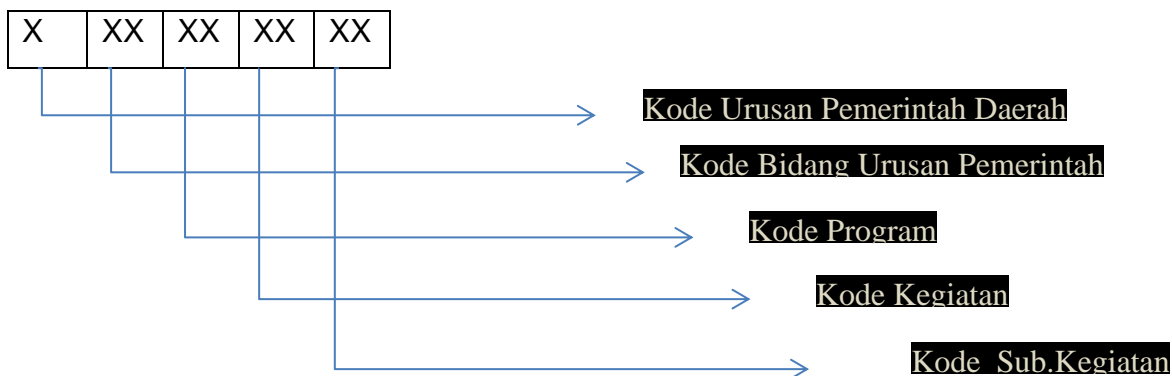 X XX XX XX XX
Kode Urusan Pemerintah Daerah
Kode Bidang Urusan Pemerintah
Kode Program
Kode Kegiatan
Kode Sub.Kegiatan